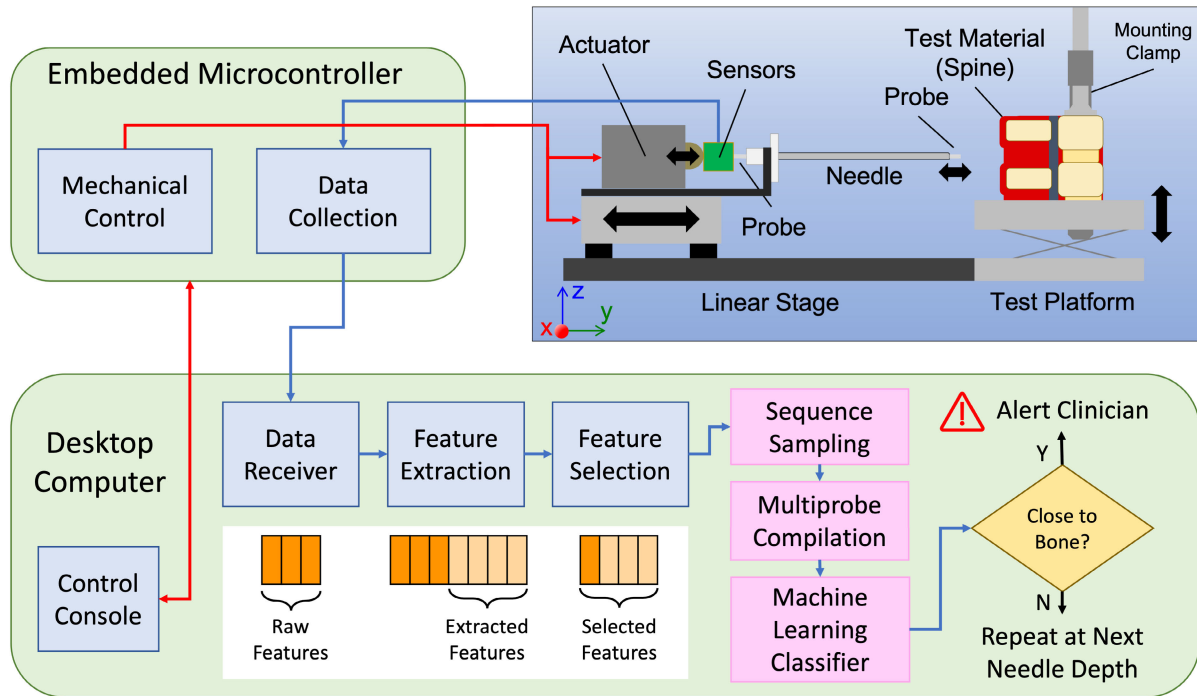 Embedded Microcontroller
Mechanical
Control
Data
Collection
Actuator
Sensors
Test Material
(Spine)
Mounting
Clamp
Probe
Needle
Probe
z
y
x
Linear Stage
Test Platform
Desktop
Computer
Control
Console
Data
Receiver
Feature
Extraction
Feature
Selection
Raw
Features
Extracted
Features
Selected
Features
Sequence
Sampling
Multiprobe
Compilation
Machine
Learning
Classifier
Alert Clinician
Y
Close to
Bone?
N
Repeat at Next
Needle Depth